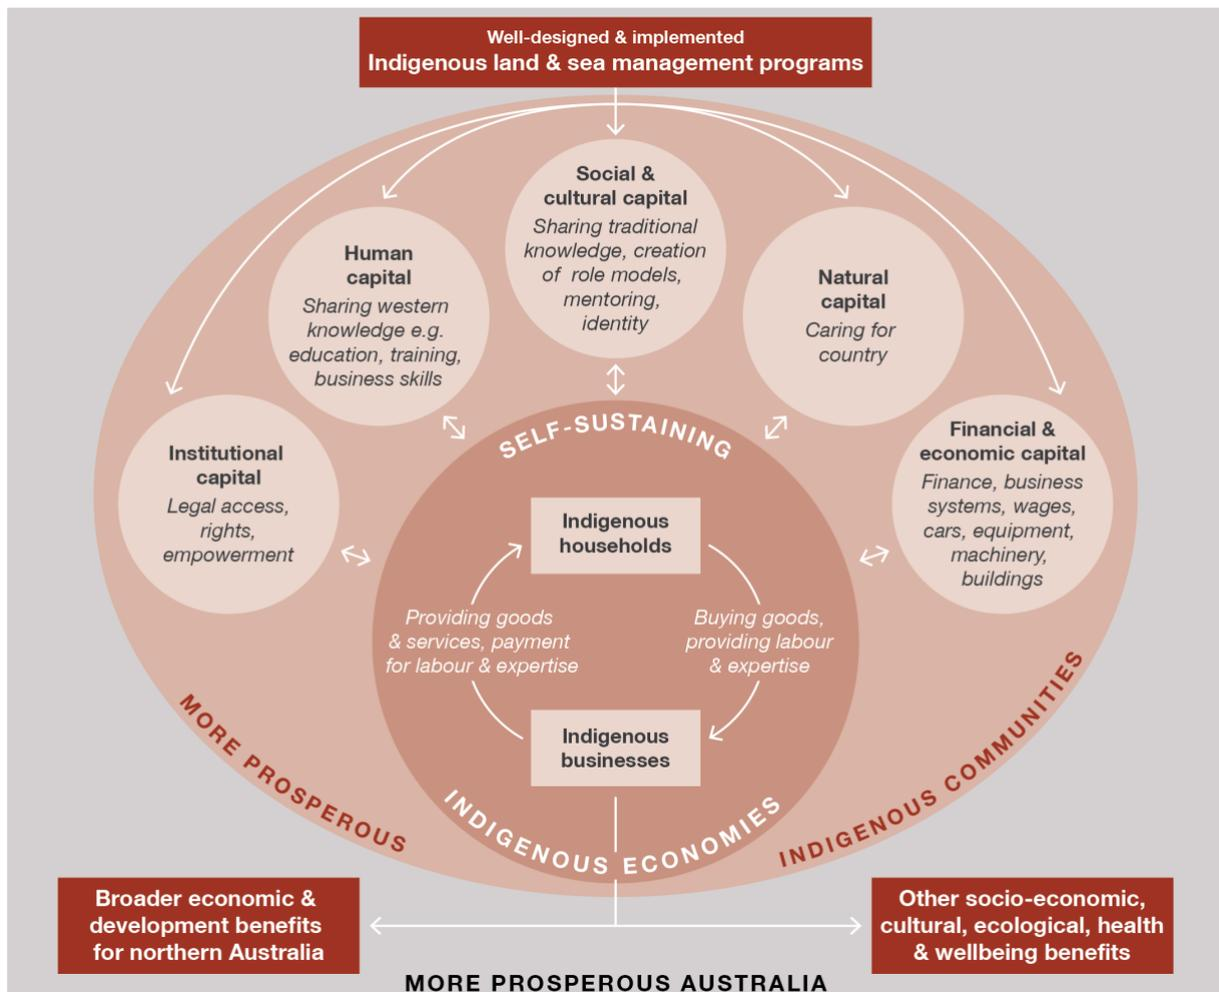 Well-designed & implemented
Indigenous land & sea management programs
Social &
cultural capital
Sharing traditional
knowledge, creation
of role models,
mentoring,
identity
Human
capital
Sharing western
knowledge e.g.
education, training,
business skills
Natural
capital
Caring for
country
Institutional
capital
Legal access,
rights,
empowerment
Financial &
economic capital
Finance, business
systems, wages,
cars, equipment,
machinery,
buildings
SELF-SUSTAINING
Indigenous
households
Providing goods
& services, payment
for labour & expertise
Buying goods,
providing labour
& expertise
Indigenous
businesses
INDIGENOUS ECONOMIES
MORE PROSPEROUS
INDIGENOUS COMMUNITIES
Broader economic &
development benefits
for northern Australia
Other socio-economic,
cultural, ecological, health
& wellbeing benefits
MORE PROSPEROUS AUSTRALIA